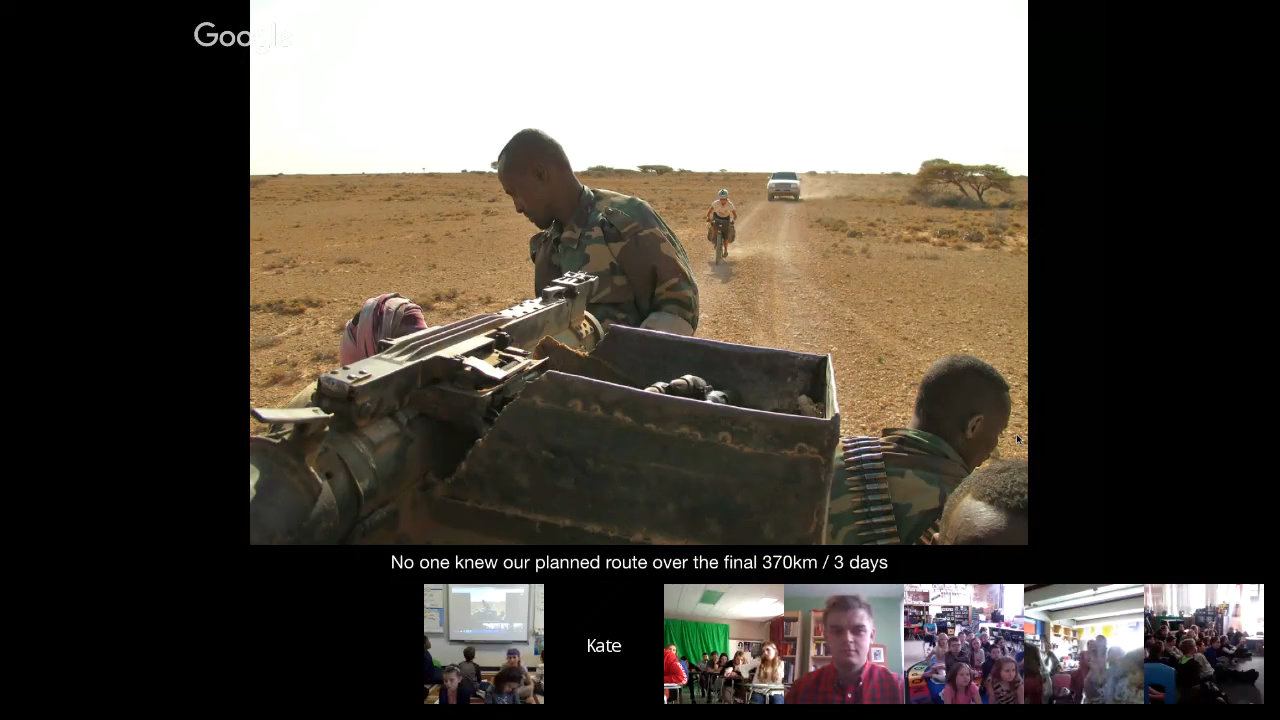 Google
No one knew our planned route over the final 370km / 3 days
Kate